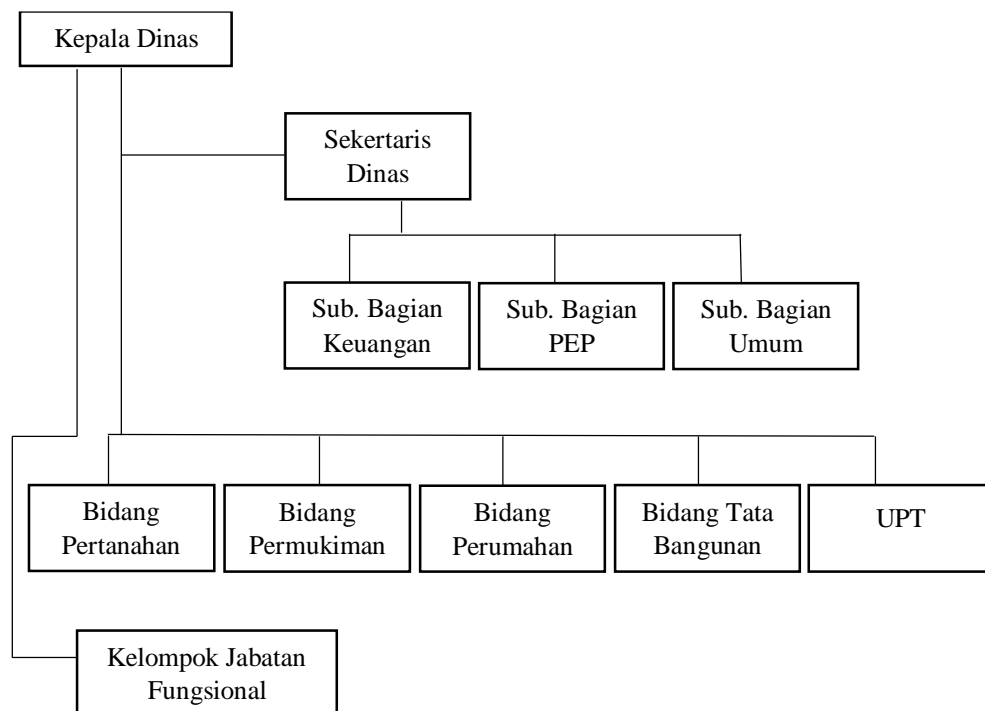 Kepala Dinas
Sekertaris
Dinas
Sub. Bagian
Keuangan
Sub. Bagian
PEP
Sub. Bagian
Umum
Bidang
Pertanahan
Bidang
Permukiman
Bidang
Perumahan
Bidang Tata
Bangunan
UPT
Kelompok Jabatan
Fungsional